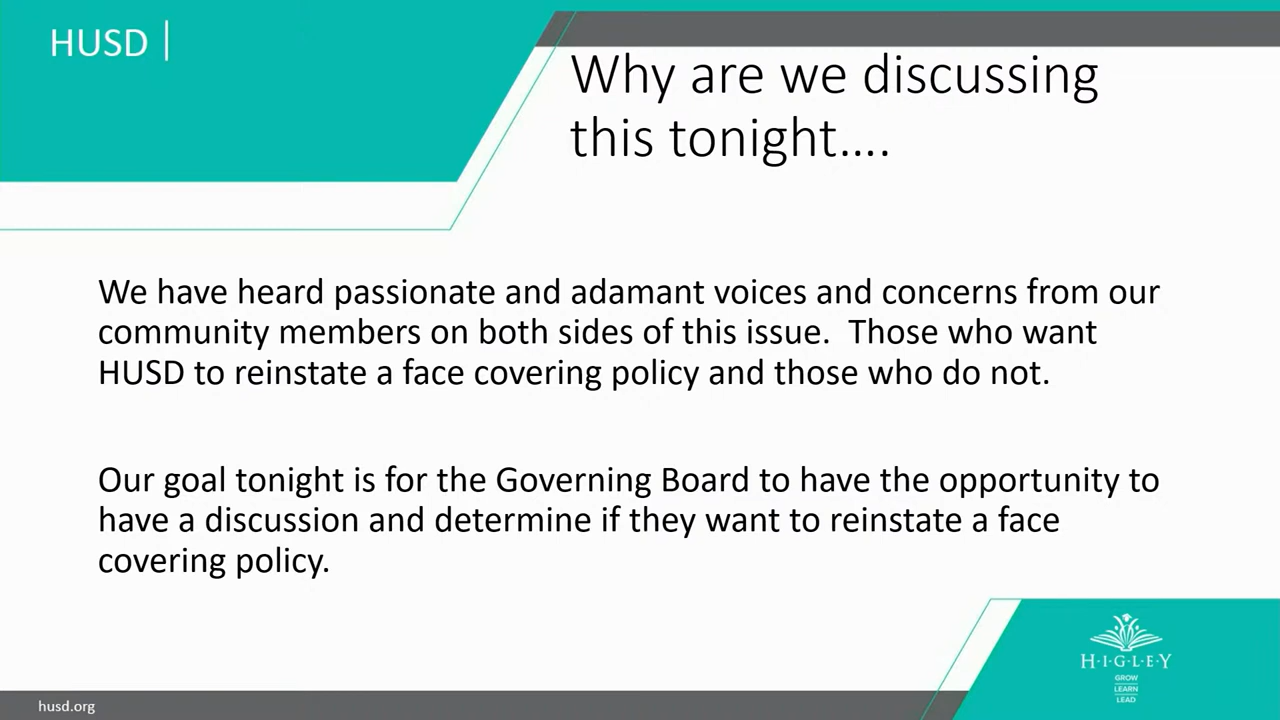 HUSD |
Why are we discussing
this tonight....
We have heard passionate and adamant voices and concerns from our
community members on both sides of this issue.  Those who want
HUSD to reinstate a face covering policy and those who do not.
Our goal tonight is for the Governing Board to have the opportunity to
have a discussion and determine if they want to reinstate a face
covering policy.
H·I·G·L·E·Y
GROW
LEARN
LEAD
husd.org